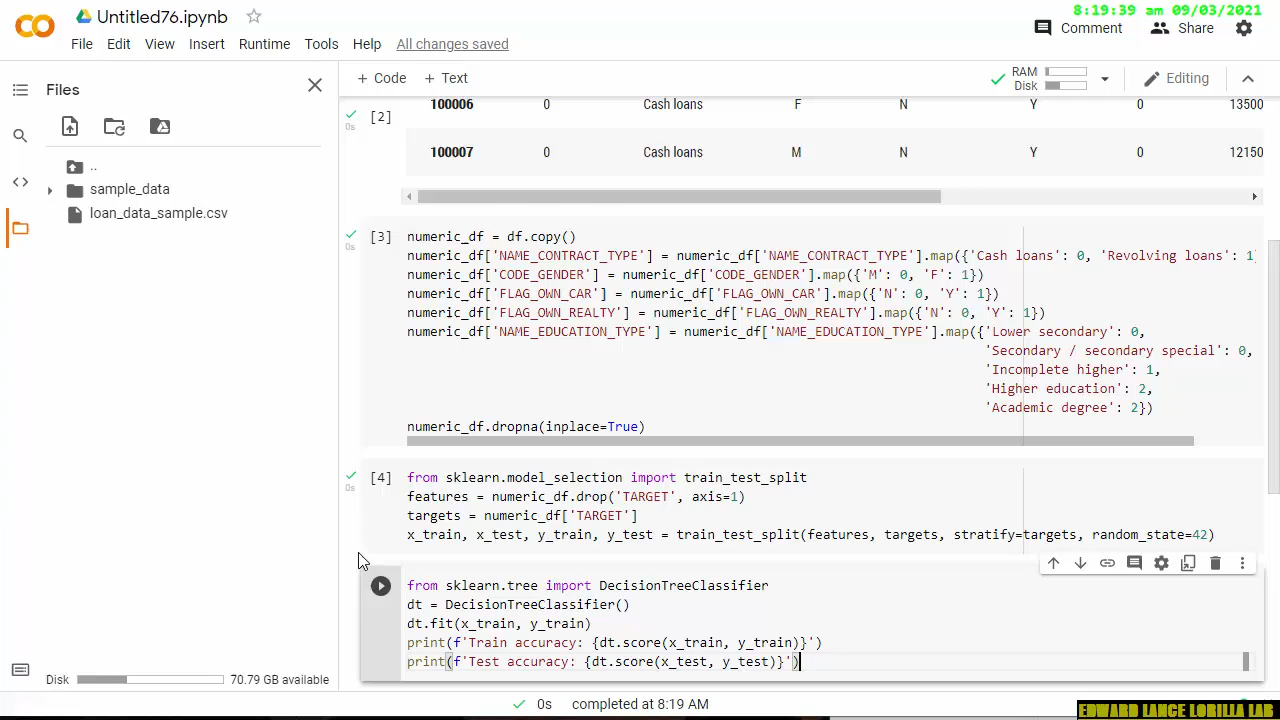 8:19:39 am 09/03/2021
Untitled76.ipynb
Comment
Share
File Edit View Insert Runtime Tools Help All changes saved
Files
+ Code + Text
RAM
Disk
Editing
..
sample_data
loan_data_sample.csv
100006 0 Cash loans F N Y 0 13500
[2]
0s
100007 0 Cash loans M N Y 0 12150
[3] numeric_df = df.copy()
0s
numeric_df['NAME_CONTRACT_TYPE'] = numeric_df['NAME_CONTRACT_TYPE'].map({'Cash loans': 0, 'Revolving loans': 1
numeric_df['CODE_GENDER'] = numeric_df['CODE_GENDER'].map({'M': 0, 'F': 1})
numeric_df['FLAG_OWN_CAR'] = numeric_df['FLAG_OWN_CAR'].map({'N': 0, 'Y': 1})
numeric_df['FLAG_OWN_REALTY'] = numeric_df['FLAG_OWN_REALTY'].map({'N': 0, 'Y': 1})
numeric_df['NAME_EDUCATION_TYPE'] = numeric_df['NAME_EDUCATION_TYPE'].map({'Lower secondary': 0,
'Secondary / secondary special': 0,
'Incomplete higher': 1,
'Higher education': 2,
'Academic degree': 2})
numeric_df.dropna(inplace=True)
[4] from sklearn.model_selection import train_test_split
0s
features = numeric_df.drop('TARGET', axis=1)
targets = numeric_df['TARGET']
x_train, x_test, y_train, y_test = train_test_split(features, targets, stratify=targets, random_state=42)
from sklearn.tree import DecisionTreeClassifier
dt = DecisionTreeClassifier()
dt.fit(x_train, y_train)
print(f'Train accuracy: {dt.score(x_train, y_train)}')
print(f'Test accuracy: {dt.score(x_test, y_test)}')
Disk 70.79 GB available
0s completed at 8:19 AM
EDWARD LANCE LORILLA LAB